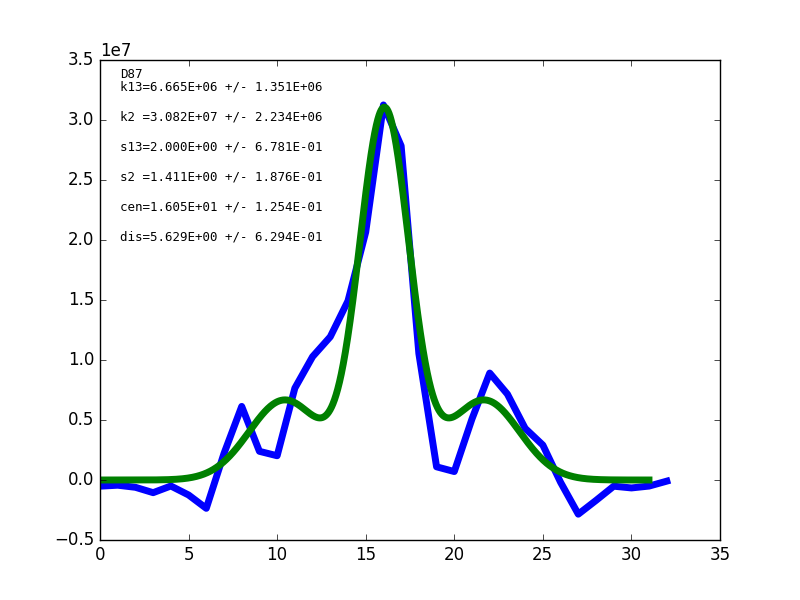 1e7
D87
k13=6.665E+06 +/- 1.351E+06
k2 =3.082E+07 +/- 2.234E+06
s13=2.000E+00 +/- 6.781E-01
s2 =1.411E+00 +/- 1.876E-01
cen=1.605E+01 +/- 1.254E-01
dis=5.629E+00 +/- 6.294E-01
3.5
3.0
2.5
2.0
1.5
1.0
0.5
0.0
−0.5
0 5 10 15 20 25 30 35